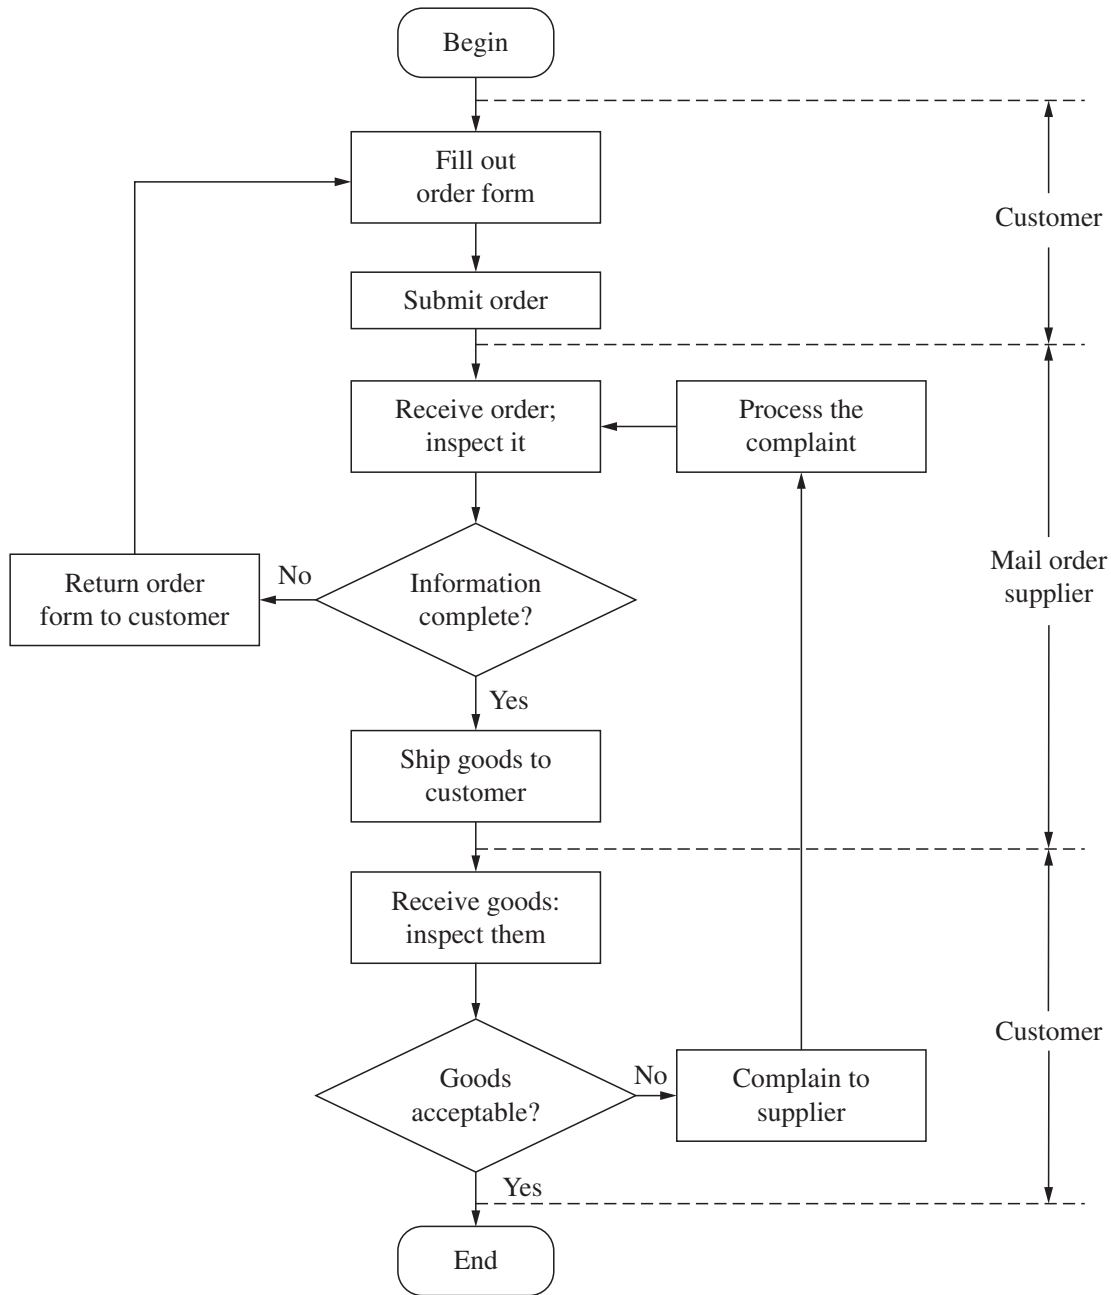 Begin
Fill out
order form
Customer
Submit order
Receive order;
inspect it
Process the
complaint
Return order
form to customer
No
Information
complete?
Mail order
supplier
Yes
Ship goods to
customer
Receive goods:
inspect them
Customer
Goods
acceptable?
No
Complain to
supplier
Yes
End